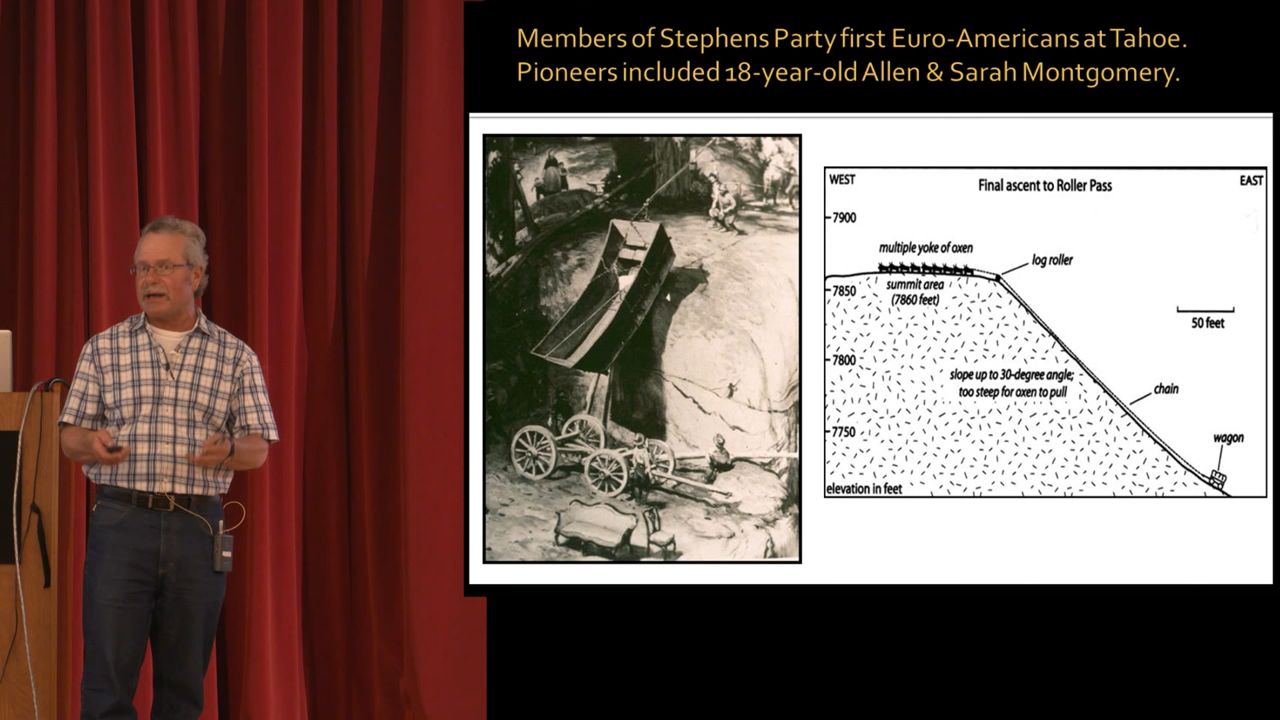 Members of Stephens Party first Euro-Americans at Tahoe.
Pioneers included 18-year-old Allen & Sarah Montgomery.
WEST
Final ascent to Roller Pass
EAST
7900
multiple yoke of oxen
log roller
summit area
(7860 feet)
7850
50 feet
7800
slope up to 30-degree angle;
too steep for oxen to pull
chain
7750
wagon
elevation in feet